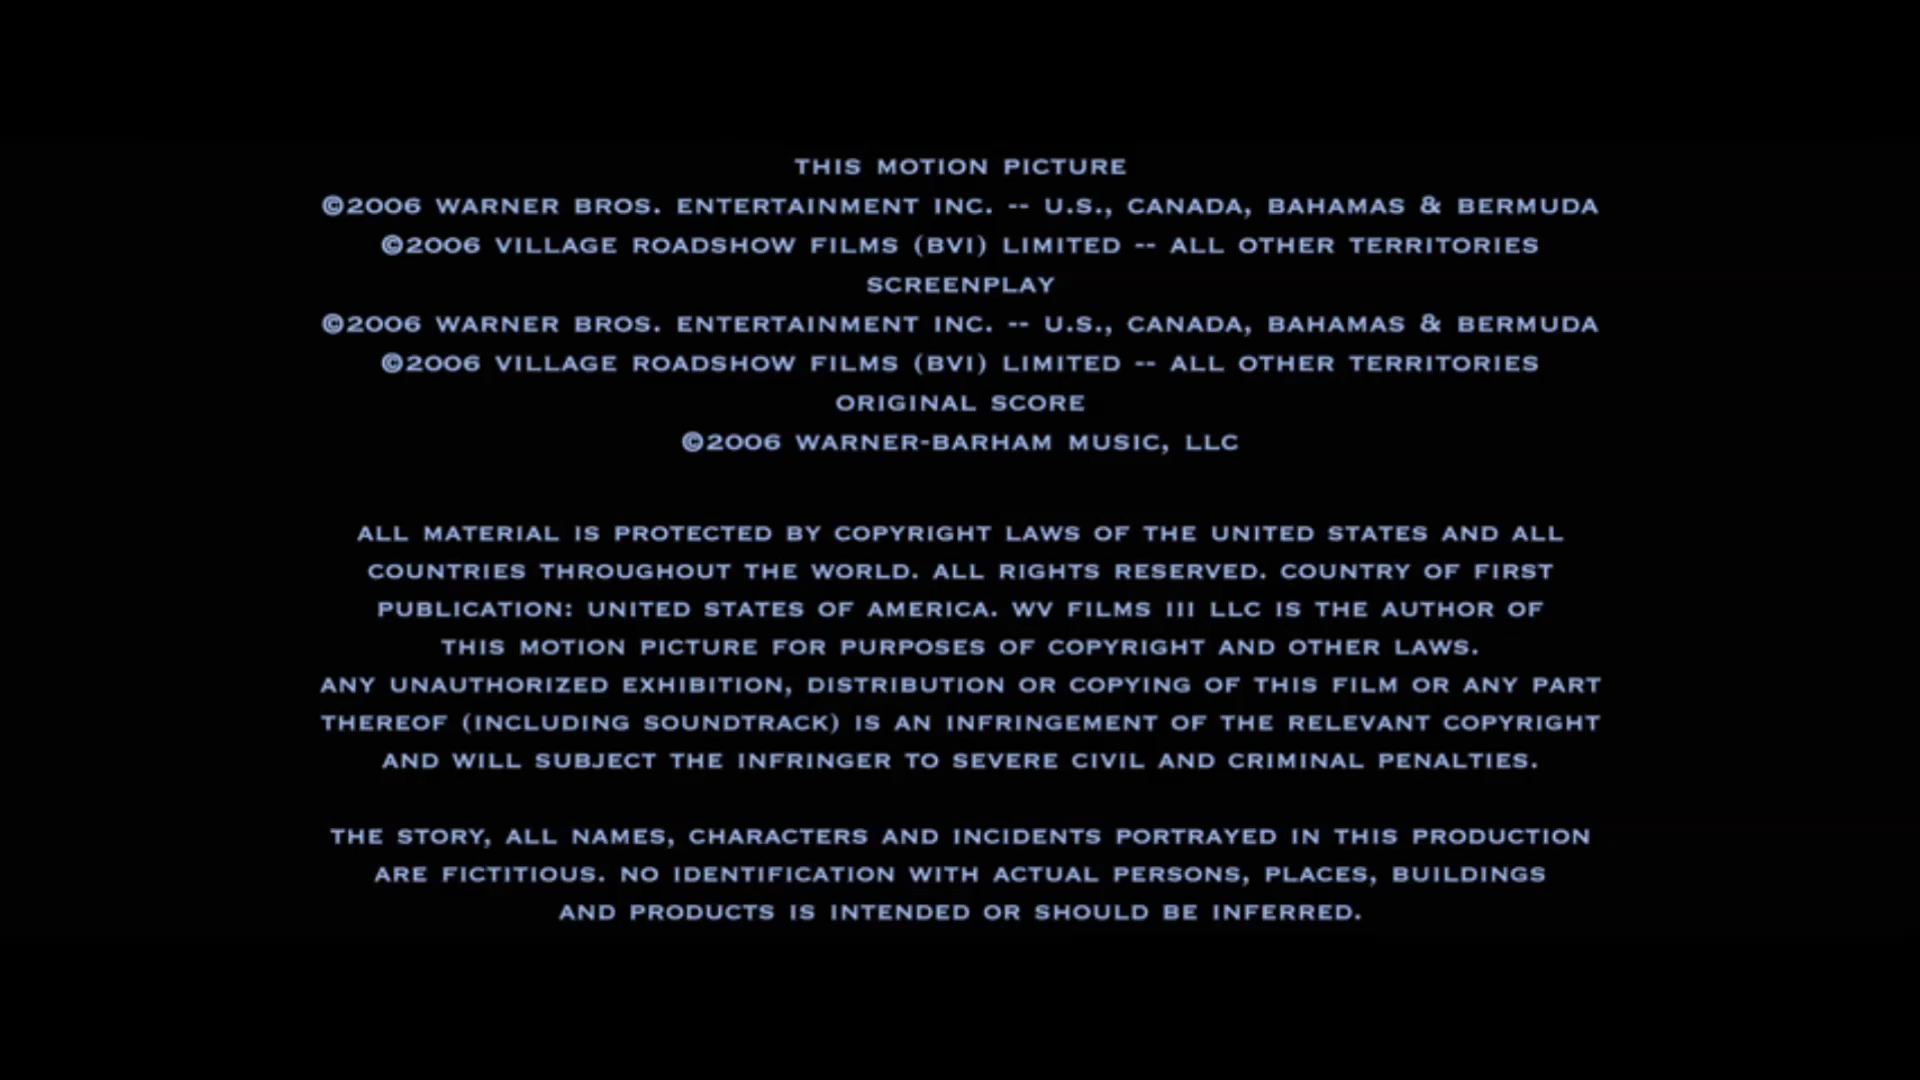 THIS MOTION PICTURE
©2006 WARNER BROS. ENTERTAINMENT INC. -- U.S., CANADA, BAHAMAS & BERMUDA
©2006 VILLAGE ROADSHOW FILMS (BVI) LIMITED -- ALL OTHER TERRITORIES
SCREENPLAY
©2006 WARNER BROS. ENTERTAINMENT INC. -- U.S., CANADA, BAHAMAS & BERMUDA
©2006 VILLAGE ROADSHOW FILMS (BVI) LIMITED -- ALL OTHER TERRITORIES
ORIGINAL SCORE
©2006 WARNER-BARHAM MUSIC, LLC
ALL MATERIAL IS PROTECTED BY COPYRIGHT LAWS OF THE UNITED STATES AND ALL
COUNTRIES THROUGHOUT THE WORLD. ALL RIGHTS RESERVED. COUNTRY OF FIRST
PUBLICATION: UNITED STATES OF AMERICA. WV FILMS III LLC IS THE AUTHOR OF
THIS MOTION PICTURE FOR PURPOSES OF COPYRIGHT AND OTHER LAWS.
ANY UNAUTHORIZED EXHIBITION, DISTRIBUTION OR COPYING OF THIS FILM OR ANY PART
THEREOF (INCLUDING SOUNDTRACK) IS AN INFRINGEMENT OF THE RELEVANT COPYRIGHT
AND WILL SUBJECT THE INFRINGER TO SEVERE CIVIL AND CRIMINAL PENALTIES.
THE STORY, ALL NAMES, CHARACTERS AND INCIDENTS PORTRAYED IN THIS PRODUCTION
ARE FICTITIOUS. NO IDENTIFICATION WITH ACTUAL PERSONS, PLACES, BUILDINGS
AND PRODUCTS IS INTENDED OR SHOULD BE INFERRED.